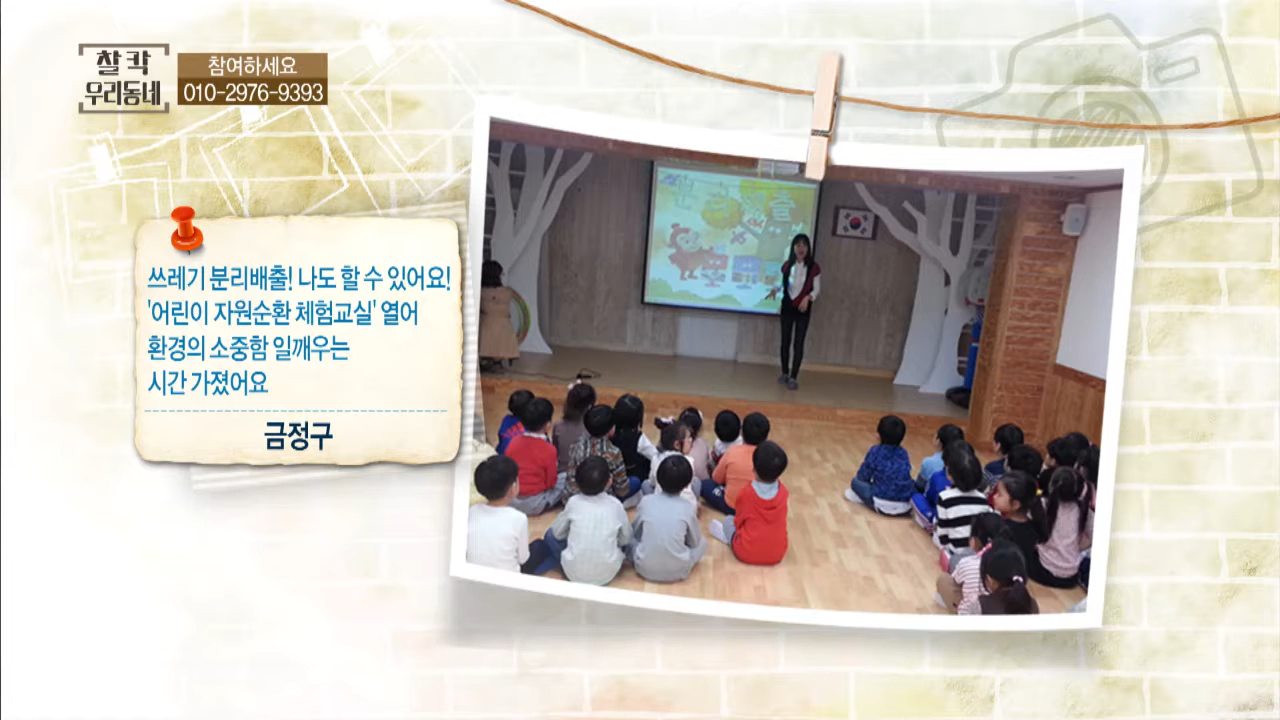 찰칵
우리동네
참여하세요
010-2976-9393
쓰레기 분리배출! 나도 할 수 있어요!
'어린이 자원순환 체험교실' 열어
환경의 소중함 일깨우는
시간 가졌어요
금정구